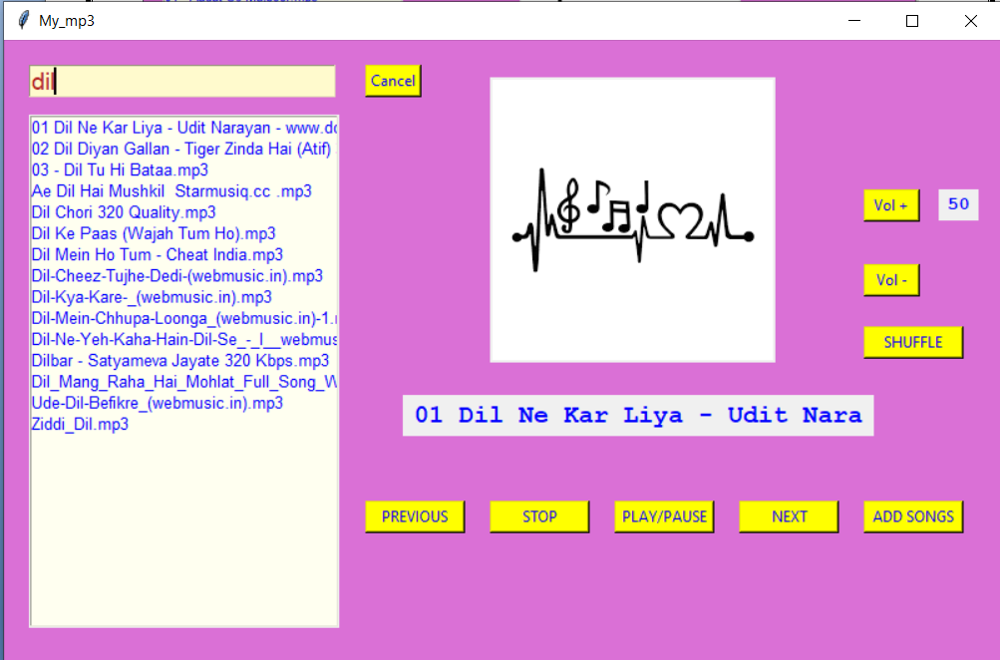 My_mp3
dil
Cancel
01 Dil Ne Kar Liya - Udit Narayan - www.do
02 Dil Diyan Gallan - Tiger Zinda Hai (Atif)
03 - Dil Tu Hi Bataa.mp3
Ae Dil Hai Mushkil  Starmusiq.cc .mp3
Dil Chori 320 Quality.mp3
Dil Ke Paas (Wajah Tum Ho).mp3
Dil Mein Ho Tum - Cheat India.mp3
Dil-Cheez-Tujhe-Dedi-(webmusic.in).mp3
Dil-Kya-Kare-_(webmusic.in).mp3
Dil-Mein-Chhupa-Loonga_(webmusic.in)-1.
Dil-Ne-Yeh-Kaha-Hain-Dil-Se_-_I__webmus
Dilbar - Satyameva Jayate 320 Kbps.mp3
Dil_Mang_Raha_Hai_Mohlat_Full_Song_
Ude-Dil-Befikre_(webmusic.in).mp3
Ziddi_Dil.mp3
Vol +
50
Vol -
SHUFFLE
01 Dil Ne Kar Liya - Udit Nara
PREVIOUS
STOP
PLAY/PAUSE
NEXT
ADD SONGS